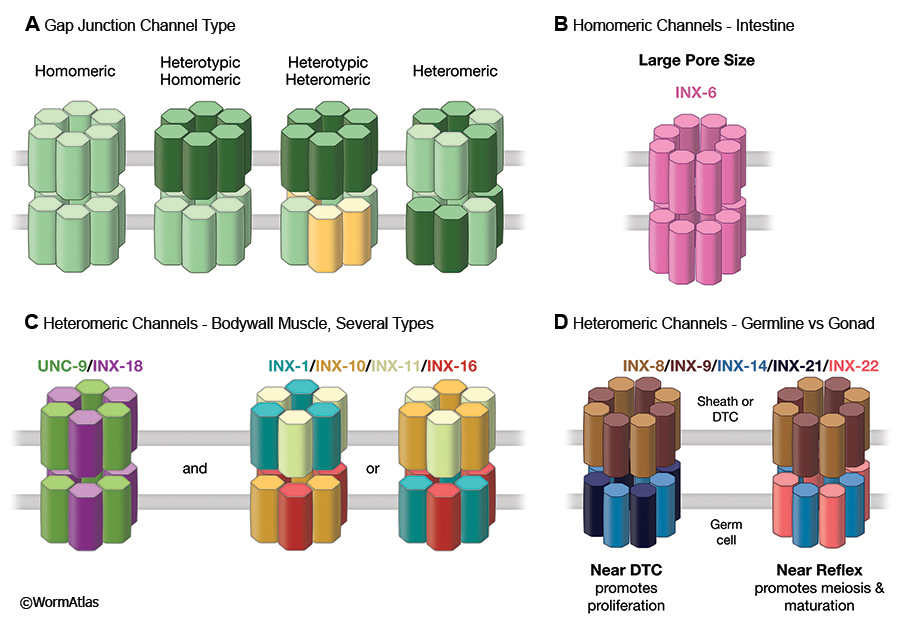 A Gap Junction Channel Type
Homomeric
Heterotypic
Homomeric
Heterotypic
Heteromeric
Heteromeric
B Homomeric Channels - Intestine
Large Pore Size
INX-6
C Heteromeric Channels - Bodywall Muscle, Several Types
UNC-9/INX-18
and
INX-1/INX-10/INX-11/INX-16
or
D Heteromeric Channels - Germline vs Gonad
INX-8/INX-9/INX-14/INX-21/INX-22
Sheath or
DTC
Germ
cell
Near DTC
promotes
proliferation
Near Reflex
promotes meiosis &
maturation
©WormAtlas